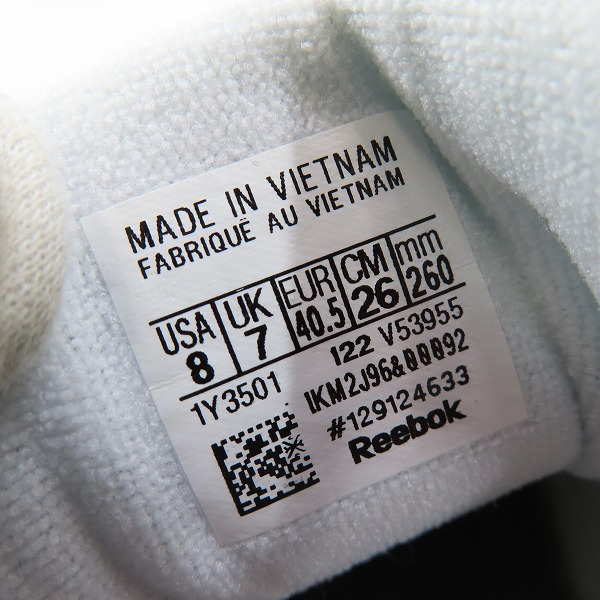 MADE IN VIETNAM
FABRIQUÉ AU VIETNAM
USA UK EUR CM mm
8 7 40.5 26 260
1Y3501 122 V53955
IKM2J96&QQQ92
#129124633
Reebok